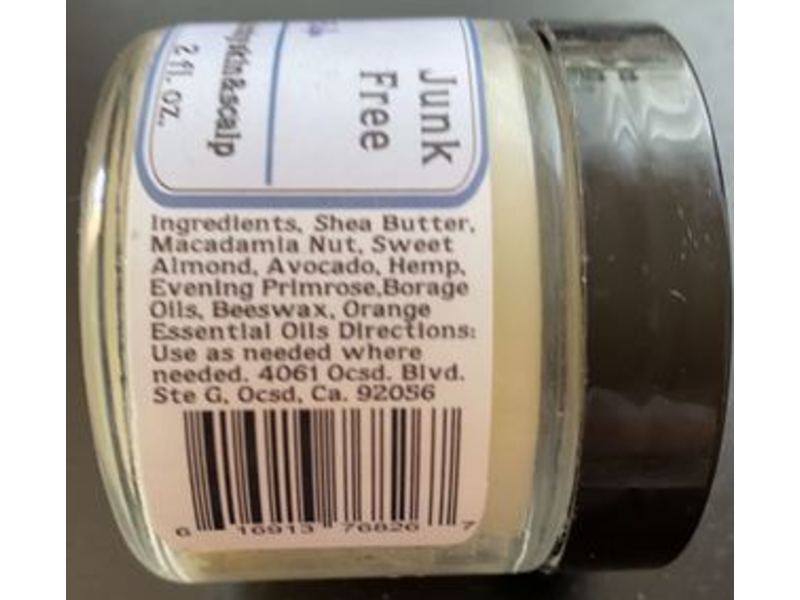 Junk
Free
skin&scalp
2 fl. oz.
Ingredients, Shea Butter,
Macadamia Nut, Sweet
Almond, Avocado, Hemp,
Evening Primrose,Borage
Oils, Beeswax, Orange
Essential Oils Directions:
Use as needed where
needed. 4061 Ocsd. Blvd.
Ste G, Ocsd, Ca. 92056
6 16913 76826 7